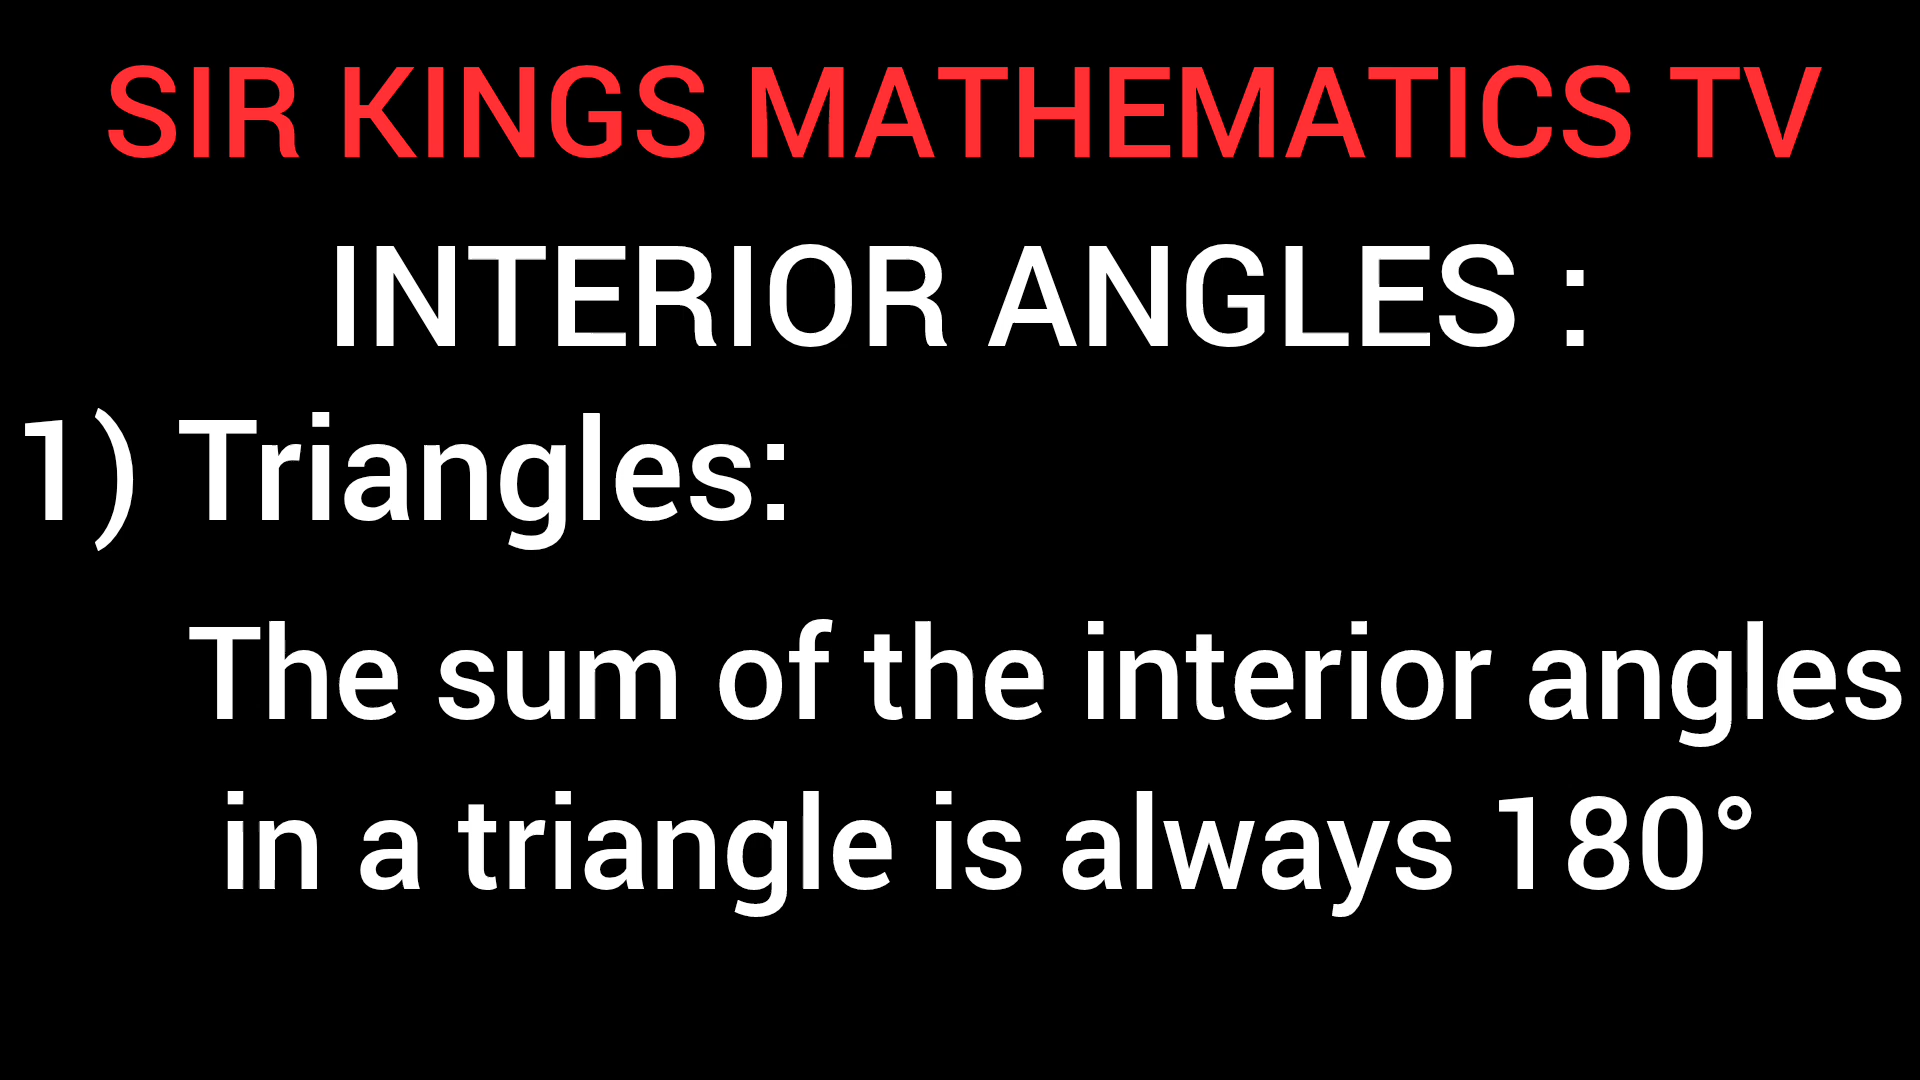 SIR KINGS MATHEMATICS TV
INTERIOR ANGLES :
1) Triangles:
The sum of the interior angles
in a triangle is always 180°